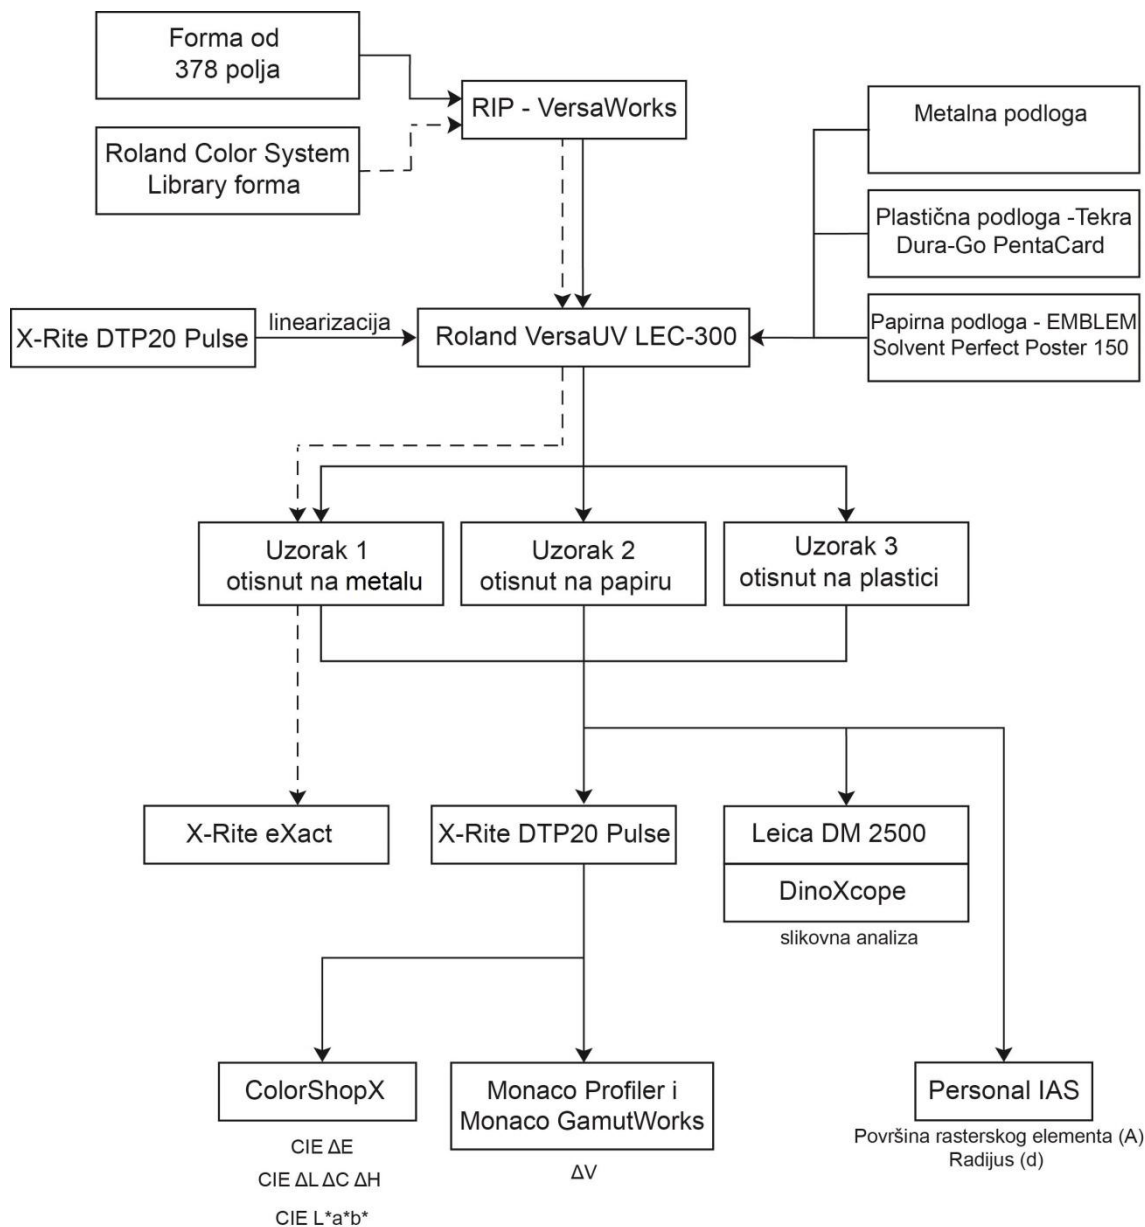 Forma od
378 polja
RIP - VersaWorks
Roland Color System
Library forma
Metalna podloga
Plastična podloga -Tekra
Dura-Go PentaCard
Papirna podloga - EMBLEM
Solvent Perfect Poster 150
X-Rite DTP20 Pulse
linearizacija
Roland VersaUV LEC-300
Uzorak 1
otisnut na metalu
Uzorak 2
otisnut na papiru
Uzorak 3
otisnut na plastici
X-Rite eXact
X-Rite DTP20 Pulse
Leica DM 2500
DinoXcope
slikovna analiza
ColorShopX
CIE ΔE
CIE ΔL ΔC ΔH
CIE L*a*b*
Monaco Profiler i
Monaco GamutWorks
ΔV
Personal IAS
Površina rasterskog elementa (A)
Radijus (d)